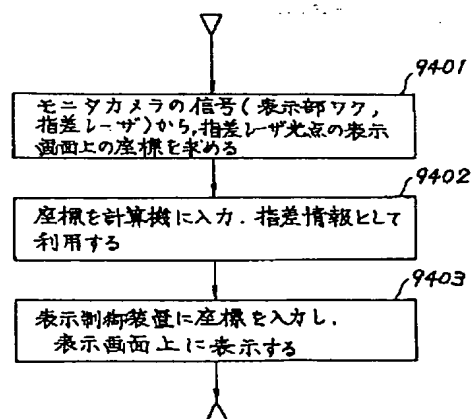 9401
モニタカメラの信号(表示部ワク,
指差レーザ)から,指差レーザ光点の表示
画面上の座標を求める
9402
座標を計算機に入力.指差情報として
利用する
9403
表示制御装置に座標を入力し.
表示画面上に表示する